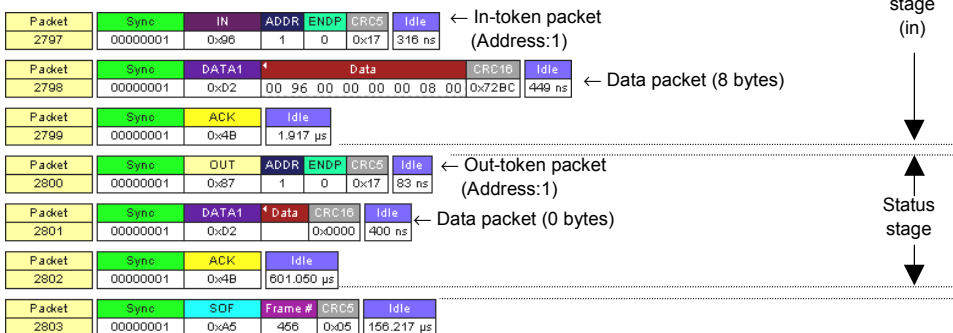 stage
(in)
Packet Sync IN ADDR ENDP CRC5 Idle ← In-token packet
2797 00000001 0x96 1 0 0x17 316 ns (Address:1)
Packet Sync DATA1 Data CRC16 Idle
2798 00000001 0xD2 00 96 00 00 00 00 08 00 0x72BC 449 ns ← Data packet (8 bytes)
Packet Sync ACK Idle
2799 00000001 0x4B 1.917 µs
Packet Sync OUT ADDR ENDP CRC5 Idle ← Out-token packet
2800 00000001 0x87 1 0 0x17 83 ns (Address:1)
Status
stage
Packet Sync DATA1 Data CRC16 Idle ← Data packet (0 bytes)
2801 00000001 0xD2 0x0000 400 ns
Packet Sync ACK Idle
2802 00000001 0x4B 601.050 µs
Packet Sync SOF Frame # CRC5 Idle
2803 00000001 0xA5 456 0x05 156.217 µs